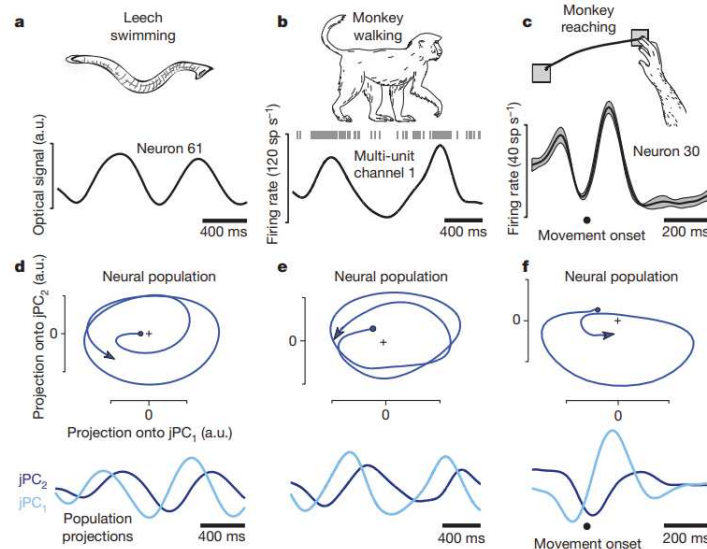 a
Leech
swimming
b
Monkey
walking
c
Monkey
reaching
Optical signal (a.u.)
Neuron 61
400 ms
Firing rate (120 sp s⁻¹)
Multi-unit
channel 1
400 ms
Firing rate (40 sp s⁻¹)
Neuron 30
Movement onset
200 ms
d
Neural population
Projection onto jPC₂ (a.u.)
0
0
Projection onto jPC₁ (a.u.)
e
Neural population
0
0
f
Neural population
0
0
jPC₂
jPC₁
Population
projections
400 ms
400 ms
Movement onset
200 ms